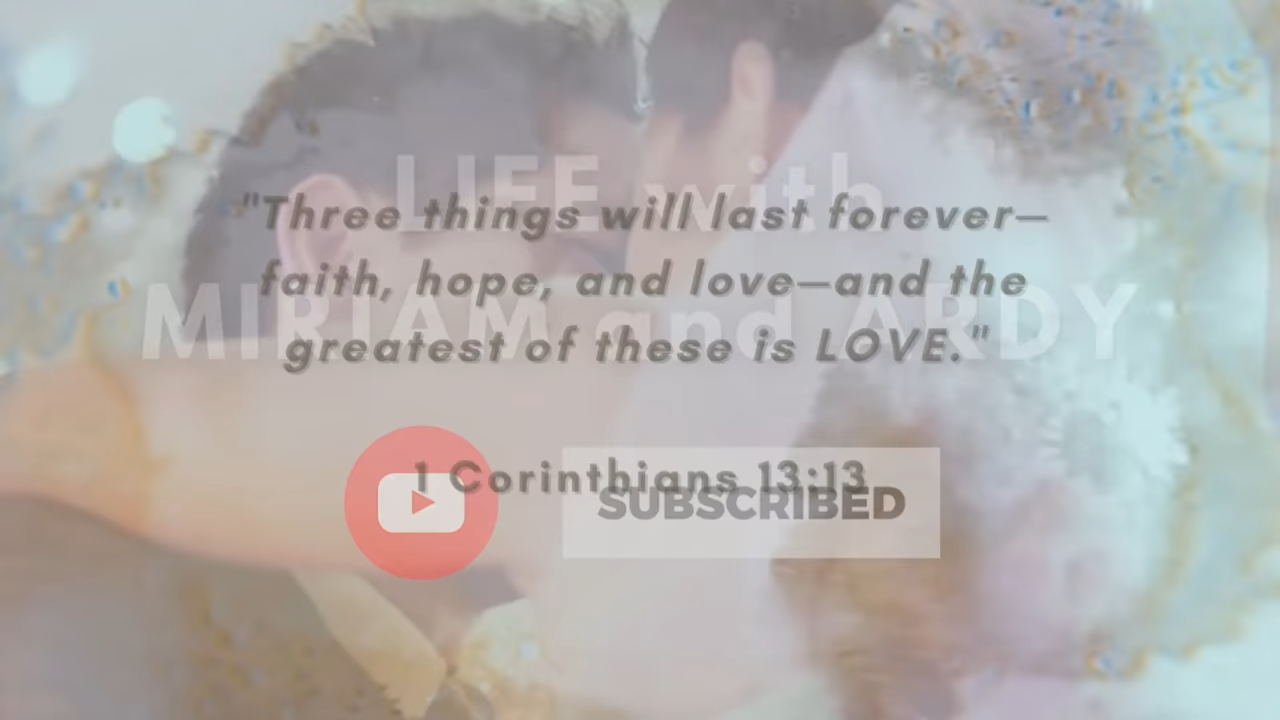 LIFE with
"Three things will last forever—
faith, hope, and love—and the
MIRIAM and ARDY
greatest of these is LOVE."
1 Corinthians 13:13
SUBSCRIBED